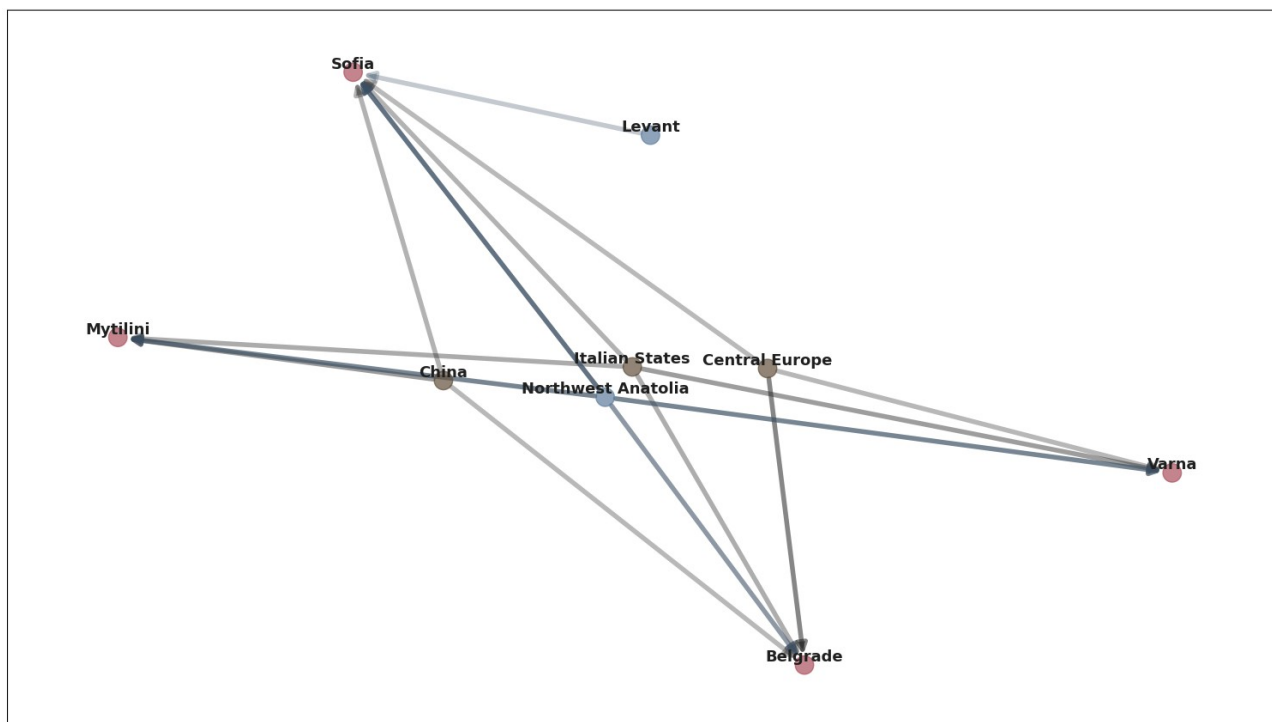 Sofia
Levant
Mytilini
Italian States
Central Europe
China
Northwest Anatolia
Varna
Belgrade